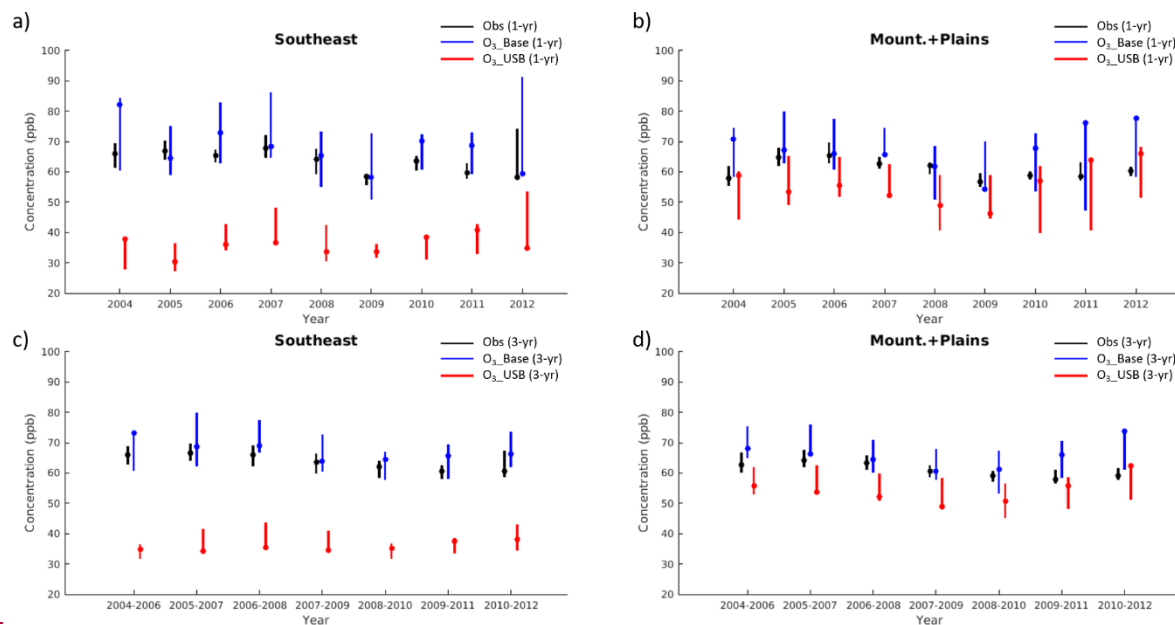 a)
Southeast
Obs (1-yr)
O₃_Base (1-yr)
O₃_USB (1-yr)
Concentration (ppb)
100
90
80
70
60
50
40
30
20
2004 2005 2006 2007 2008 2009 2010 2011 2012
Year
b)
Mount.+Plains
Obs (1-yr)
O₃_Base (1-yr)
O₃_USB (1-yr)
Concentration (ppb)
100
90
80
70
60
50
40
30
20
2004 2005 2006 2007 2008 2009 2010 2011 2012
Year
c)
Southeast
Obs (3-yr)
O₃_Base (3-yr)
O₃_USB (3-yr)
Concentration (ppb)
100
90
80
70
60
50
40
30
20
2004-2006 2005-2007 2006-2008 2007-2009 2008-2010 2009-2011 2010-2012
Year
d)
Mount.+Plains
Obs (3-yr)
O₃_Base (3-yr)
O₃_USB (3-yr)
Concentration (ppb)
100
90
80
70
60
50
40
30
20
2004-2006 2005-2007 2006-2008 2007-2009 2008-2010 2009-2011 2010-2012
Year